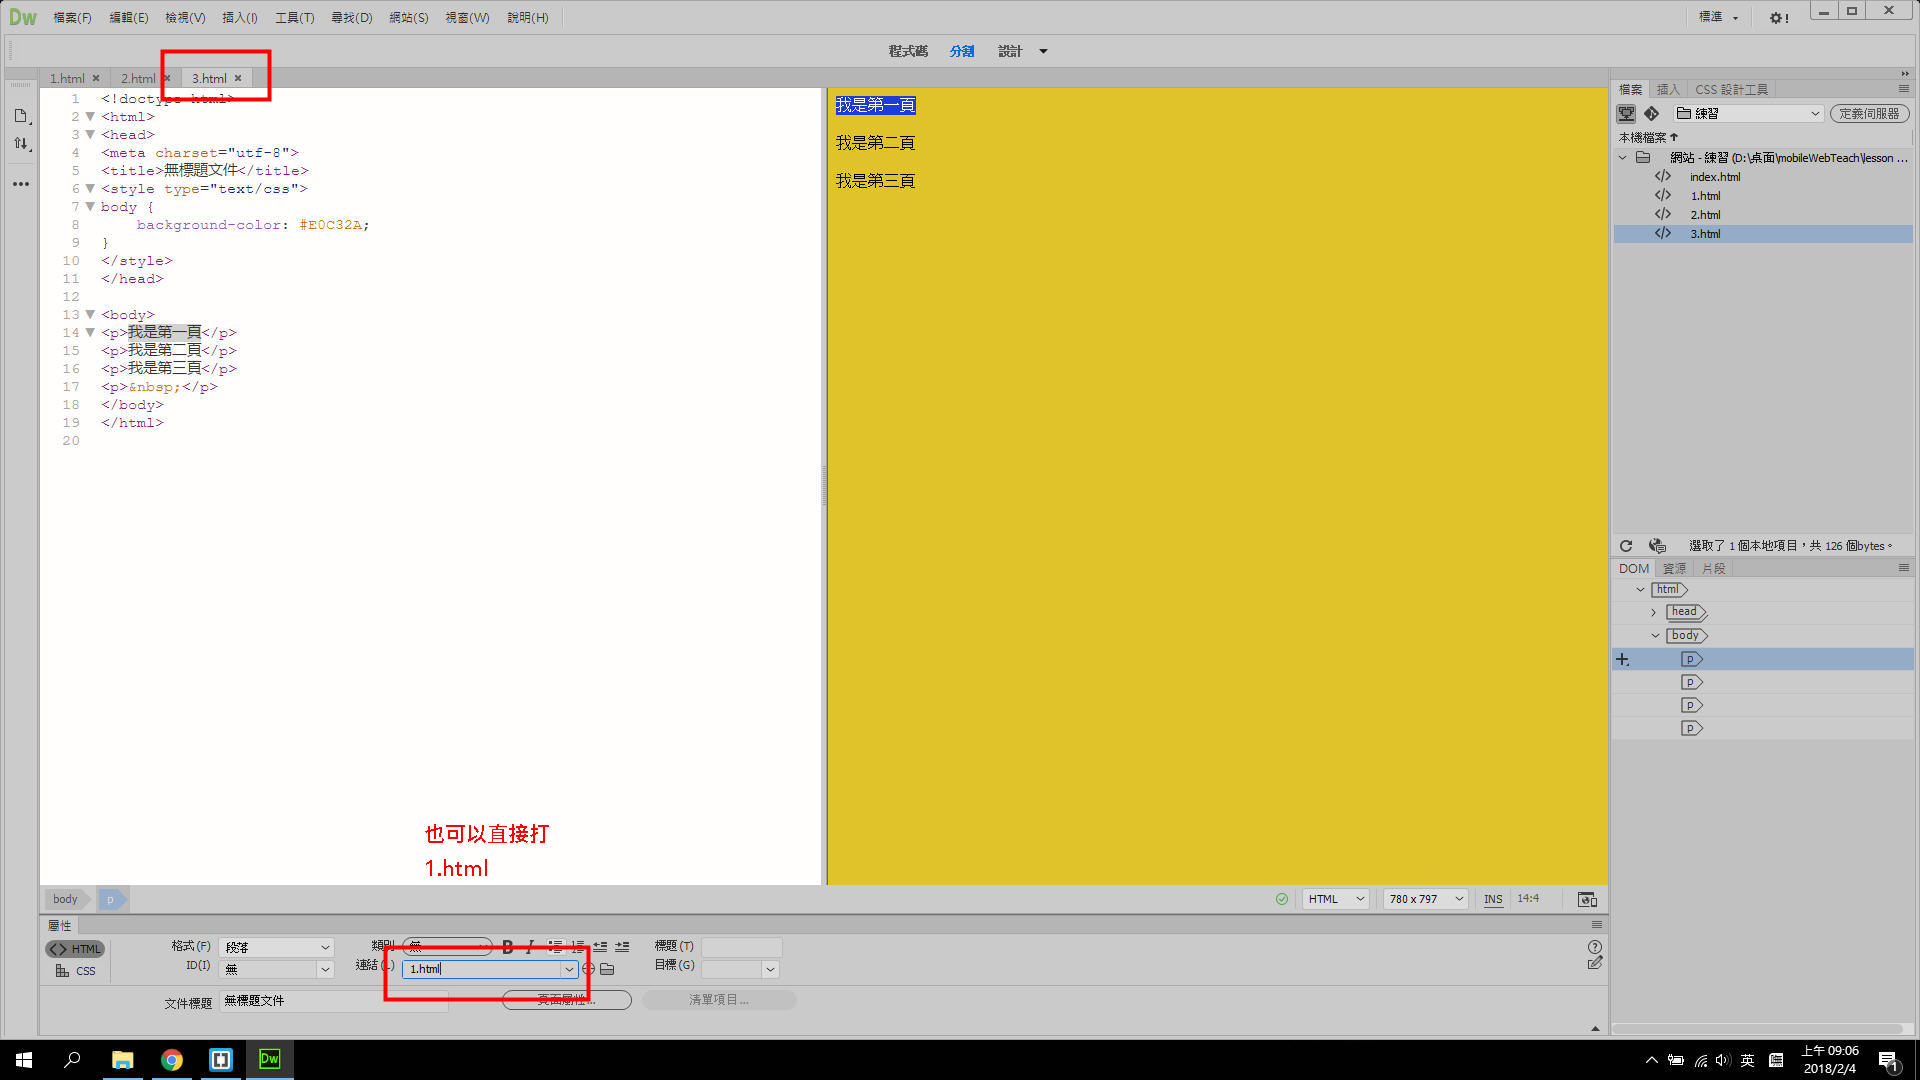 Dw 檔案(F) 編輯(E) 檢視(V) 插入(I) 工具(T) 尋找(D) 網站(S) 視窗(W) 說明(H) 標準
程式碼 分割 設計
1.html 2.html 3.html
1 <!doctype html>
2 <html>
3 <head>
4 <meta charset="utf-8">
5 <title>無標題文件</title>
6 <style type="text/css">
7 body {
8 background-color: #E0C32A;
9 }
10 </style>
11 </head>
12
13 <body>
14 <p>我是第一頁</p>
15 <p>我是第二頁</p>
16 <p>我是第三頁</p>
17 <p>&nbsp;</p>
18 </body>
19 </html>
20
我是第一頁
我是第二頁
我是第三頁
檔案 插入 CSS 設計工具
練習 定義伺服器
本機檔案
網站 - 練習 (D:\桌面\mobileWebTeach\lesson ...
index.html
1.html
2.html
3.html
選取了 1 個本地項目，共 126 個bytes。
DOM 資源 片段
html
head
body
p
p
p
p
也可以直接打
1.html
body p HTML 780 x 797 INS 14:4
屬性
HTML 格式(F) 段落 類別 無 B I 標題(T)
CSS ID(I) 無 連結(L) 1.html 目標(G)
文件標題 無標題文件 頁面屬性... 清單項目...
Dw 英 上午 09:06
2018/2/4 1